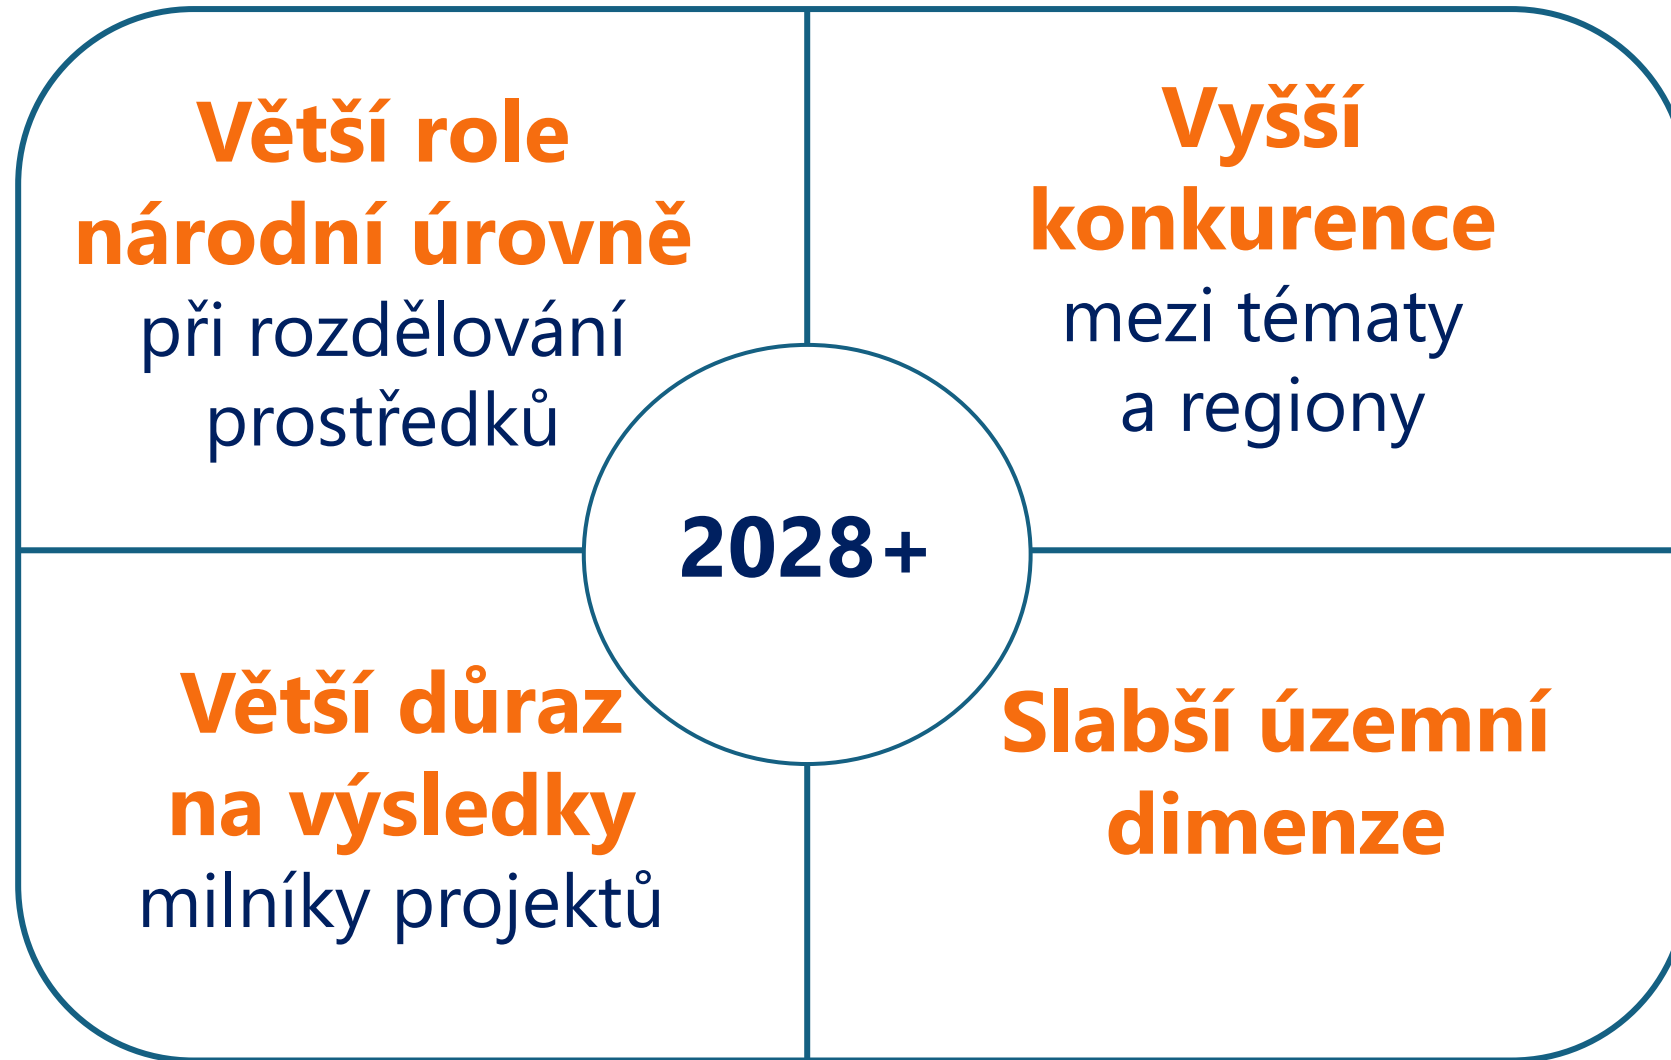 Větší role
národní úrovně
při rozdělování
prostředků
Vyšší
konkurence
mezi tématy
a regiony
2028+
Větší důraz
na výsledky
milníky projektů
Slabší územní
dimenze